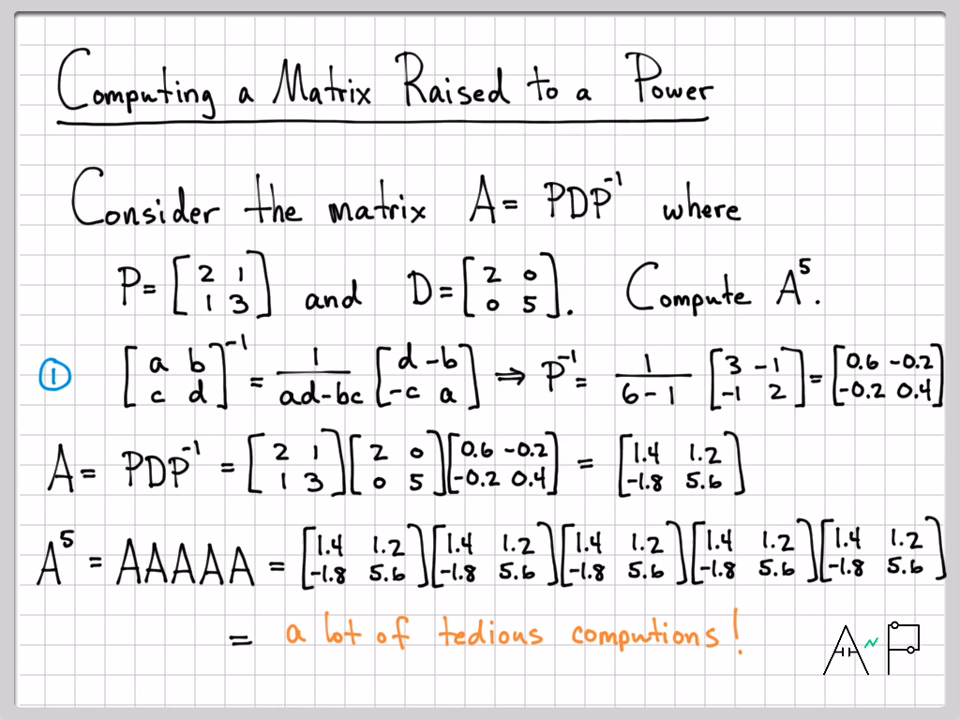 Computing a Matrix Raised to a Power
Consider the matrix A = PDP⁻¹ where
P = [2 1; 1 3] and D = [2 0; 0 5]. Compute A⁵.
① [a b; c d]⁻¹ = 1/(ad-bc) [d -b; -c a] ⇒ P⁻¹ = 1/(6-1) [3 -1; -1 2] = [0.6 -0.2; -0.2 0.4]
A = PDP⁻¹ = [2 1; 1 3][2 0; 0 5][0.6 -0.2; -0.2 0.4] = [1.4 1.2; -1.8 5.6]
A⁵ = AAAAA = [1.4 1.2; -1.8 5.6][1.4 1.2; -1.8 5.6][1.4 1.2; -1.8 5.6][1.4 1.2; -1.8 5.6][1.4 1.2; -1.8 5.6]
= a lot of tedious computions!
A~P